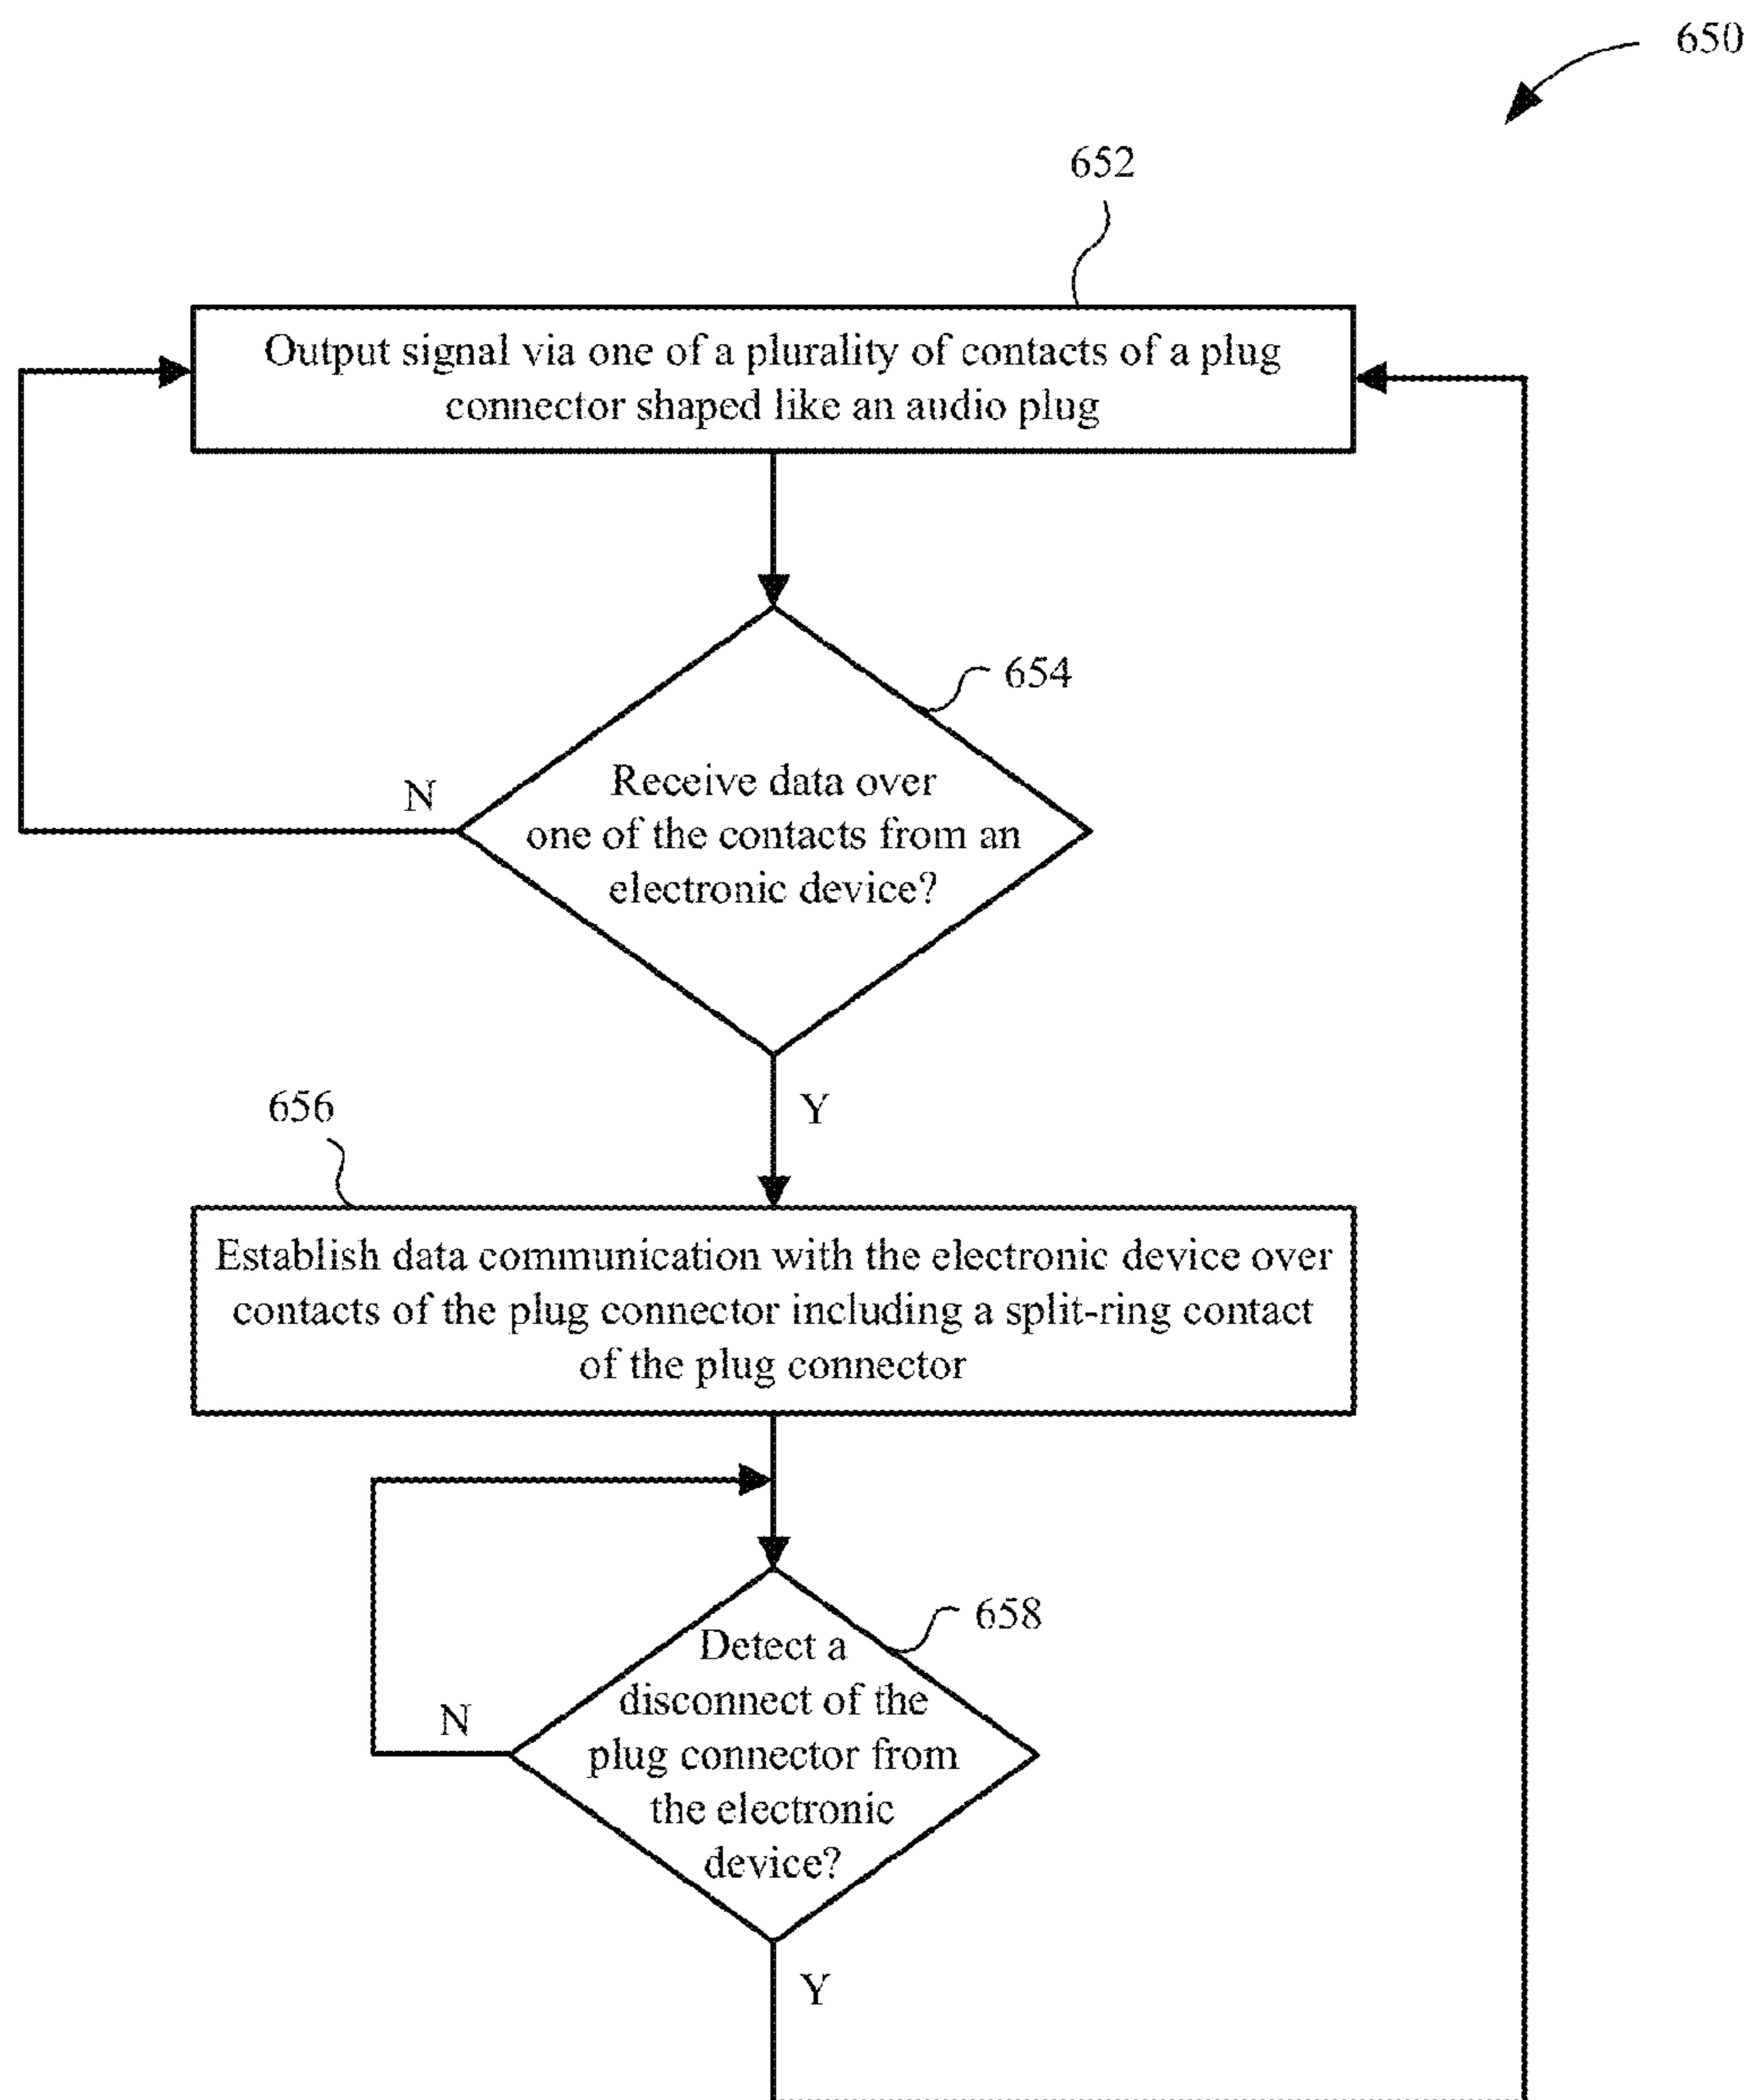 650
652
Output signal via one of a plurality of contacts of a plug
connector shaped like an audio plug
654
Receive data over
one of the contacts from an
electronic device?
N
Y
656
Establish data communication with the electronic device over
contacts of the plug connector including a split-ring contact
of the plug connector
658
Detect a
disconnect of the
plug connector from
the electronic
device?
N
Y